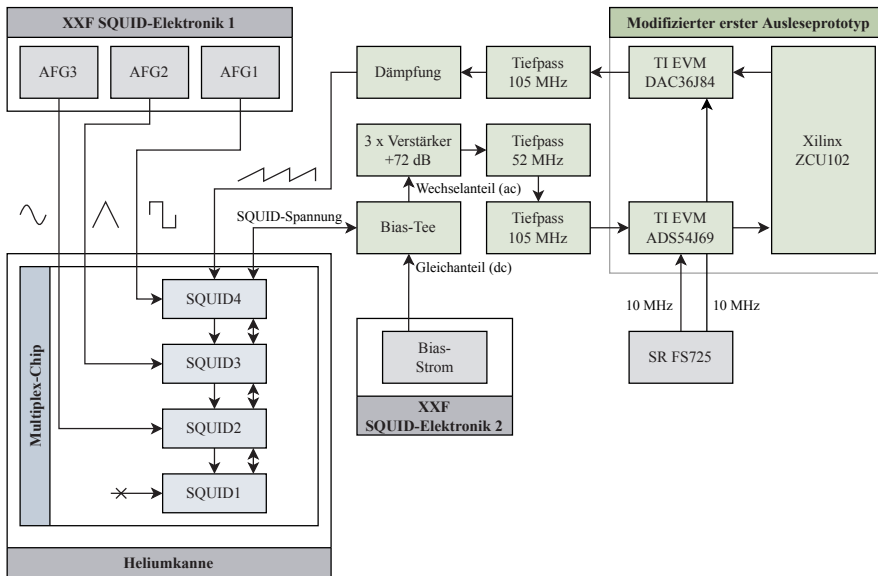 XXF SQUID-Elektronik 1
AFG3
AFG2
AFG1
Dämpfung
Tiefpass
105 MHz
Modifizierter erster Ausleseprototyp
TI EVM
DAC36J84
Xilinx
ZCU102
3 x Verstärker
+72 dB
Tiefpass
52 MHz
Wechselanteil (ac)
SQUID-Spannung
Bias-Tee
Tiefpass
105 MHz
TI EVM
ADS54J69
Gleichanteil (dc)
10 MHz
10 MHz
SR FS725
Bias-
Strom
XXF
SQUID-Elektronik 2
Multiplex-Chip
SQUID4
SQUID3
SQUID2
SQUID1
Heliumkanne